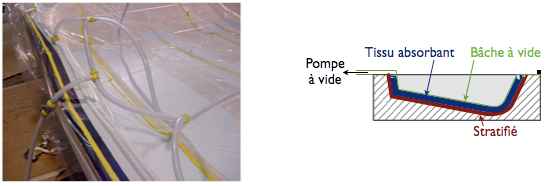 Tissu absorbant
Bâche à vide
Pompe
à vide
Stratifié